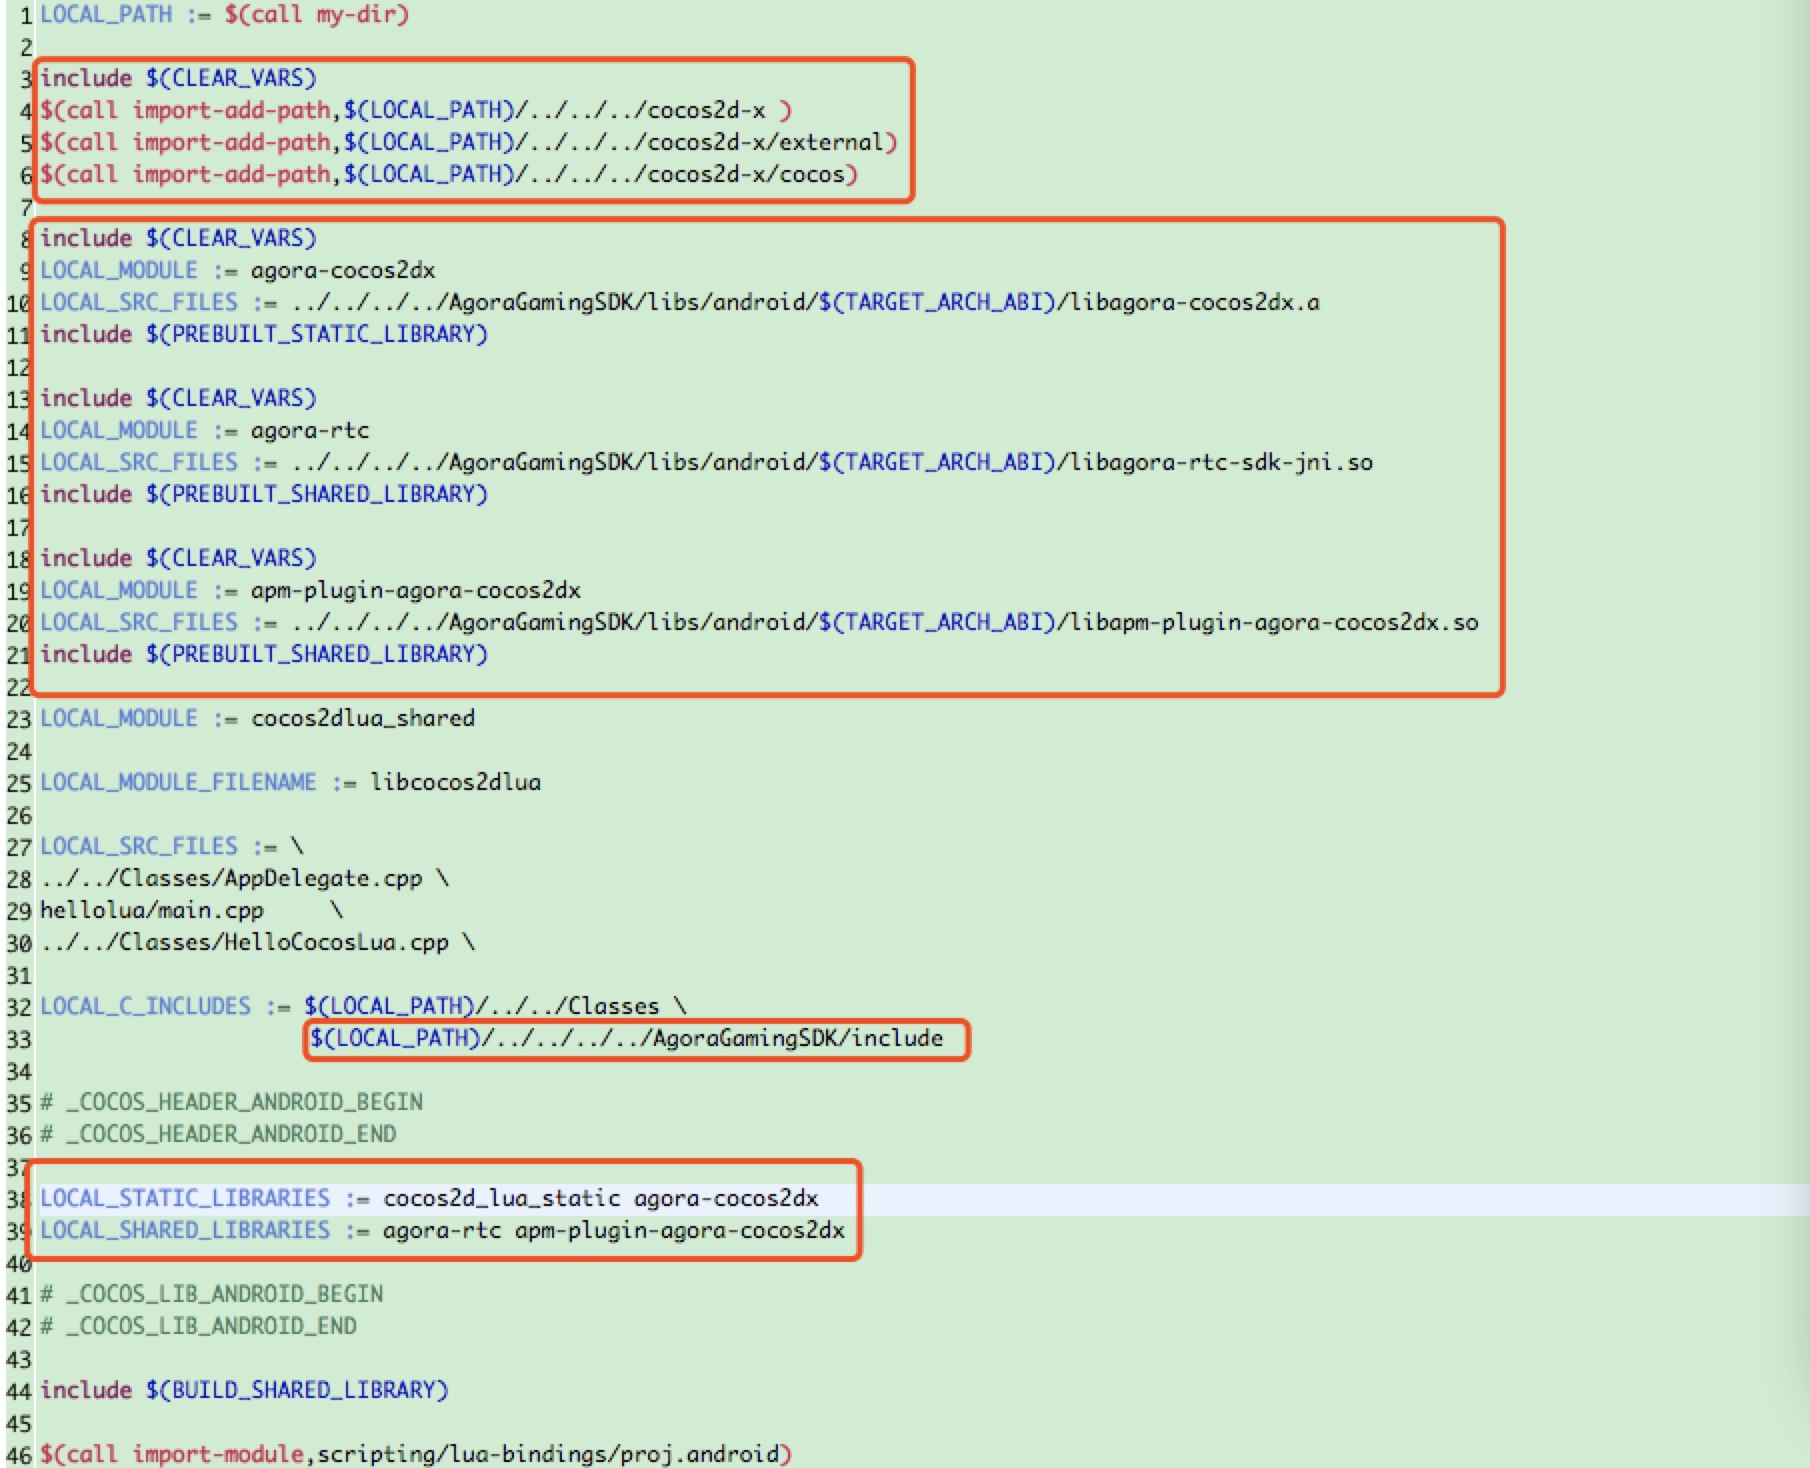 1 LOCAL_PATH := $(call my-dir)
2
3 include $(CLEAR_VARS)
4 $(call import-add-path,$(LOCAL_PATH)/../../../cocos2d-x )
5 $(call import-add-path,$(LOCAL_PATH)/../../../cocos2d-x/external)
6 $(call import-add-path,$(LOCAL_PATH)/../../../cocos2d-x/cocos)
7
8 include $(CLEAR_VARS)
9 LOCAL_MODULE := agora-cocos2dx
10 LOCAL_SRC_FILES := ../../../../AgoraGamingSDK/libs/android/$(TARGET_ARCH_ABI)/libagora-cocos2dx.a
11 include $(PREBUILT_STATIC_LIBRARY)
12
13 include $(CLEAR_VARS)
14 LOCAL_MODULE := agora-rtc
15 LOCAL_SRC_FILES := ../../../../AgoraGamingSDK/libs/android/$(TARGET_ARCH_ABI)/libagora-rtc-sdk-jni.so
16 include $(PREBUILT_SHARED_LIBRARY)
17
18 include $(CLEAR_VARS)
19 LOCAL_MODULE := apm-plugin-agora-cocos2dx
20 LOCAL_SRC_FILES := ../../../../AgoraGamingSDK/libs/android/$(TARGET_ARCH_ABI)/libapm-plugin-agora-cocos2dx.so
21 include $(PREBUILT_SHARED_LIBRARY)
22
23 LOCAL_MODULE := cocos2dlua_shared
24
25 LOCAL_MODULE_FILENAME := libcocos2dlua
26
27 LOCAL_SRC_FILES := \
28 ../../Classes/AppDelegate.cpp \
29 hellolua/main.cpp \
30 ../../Classes/HelloCocosLua.cpp \
31
32 LOCAL_C_INCLUDES := $(LOCAL_PATH)/../../Classes \
33 $(LOCAL_PATH)/../../../../AgoraGamingSDK/include
34
35 # _COCOS_HEADER_ANDROID_BEGIN
36 # _COCOS_HEADER_ANDROID_END
37
38 LOCAL_STATIC_LIBRARIES := cocos2d_lua_static agora-cocos2dx
39 LOCAL_SHARED_LIBRARIES := agora-rtc apm-plugin-agora-cocos2dx
40
41 # _COCOS_LIB_ANDROID_BEGIN
42 # _COCOS_LIB_ANDROID_END
43
44 include $(BUILD_SHARED_LIBRARY)
45
46 $(call import-module,scripting/lua-bindings/proj.android)